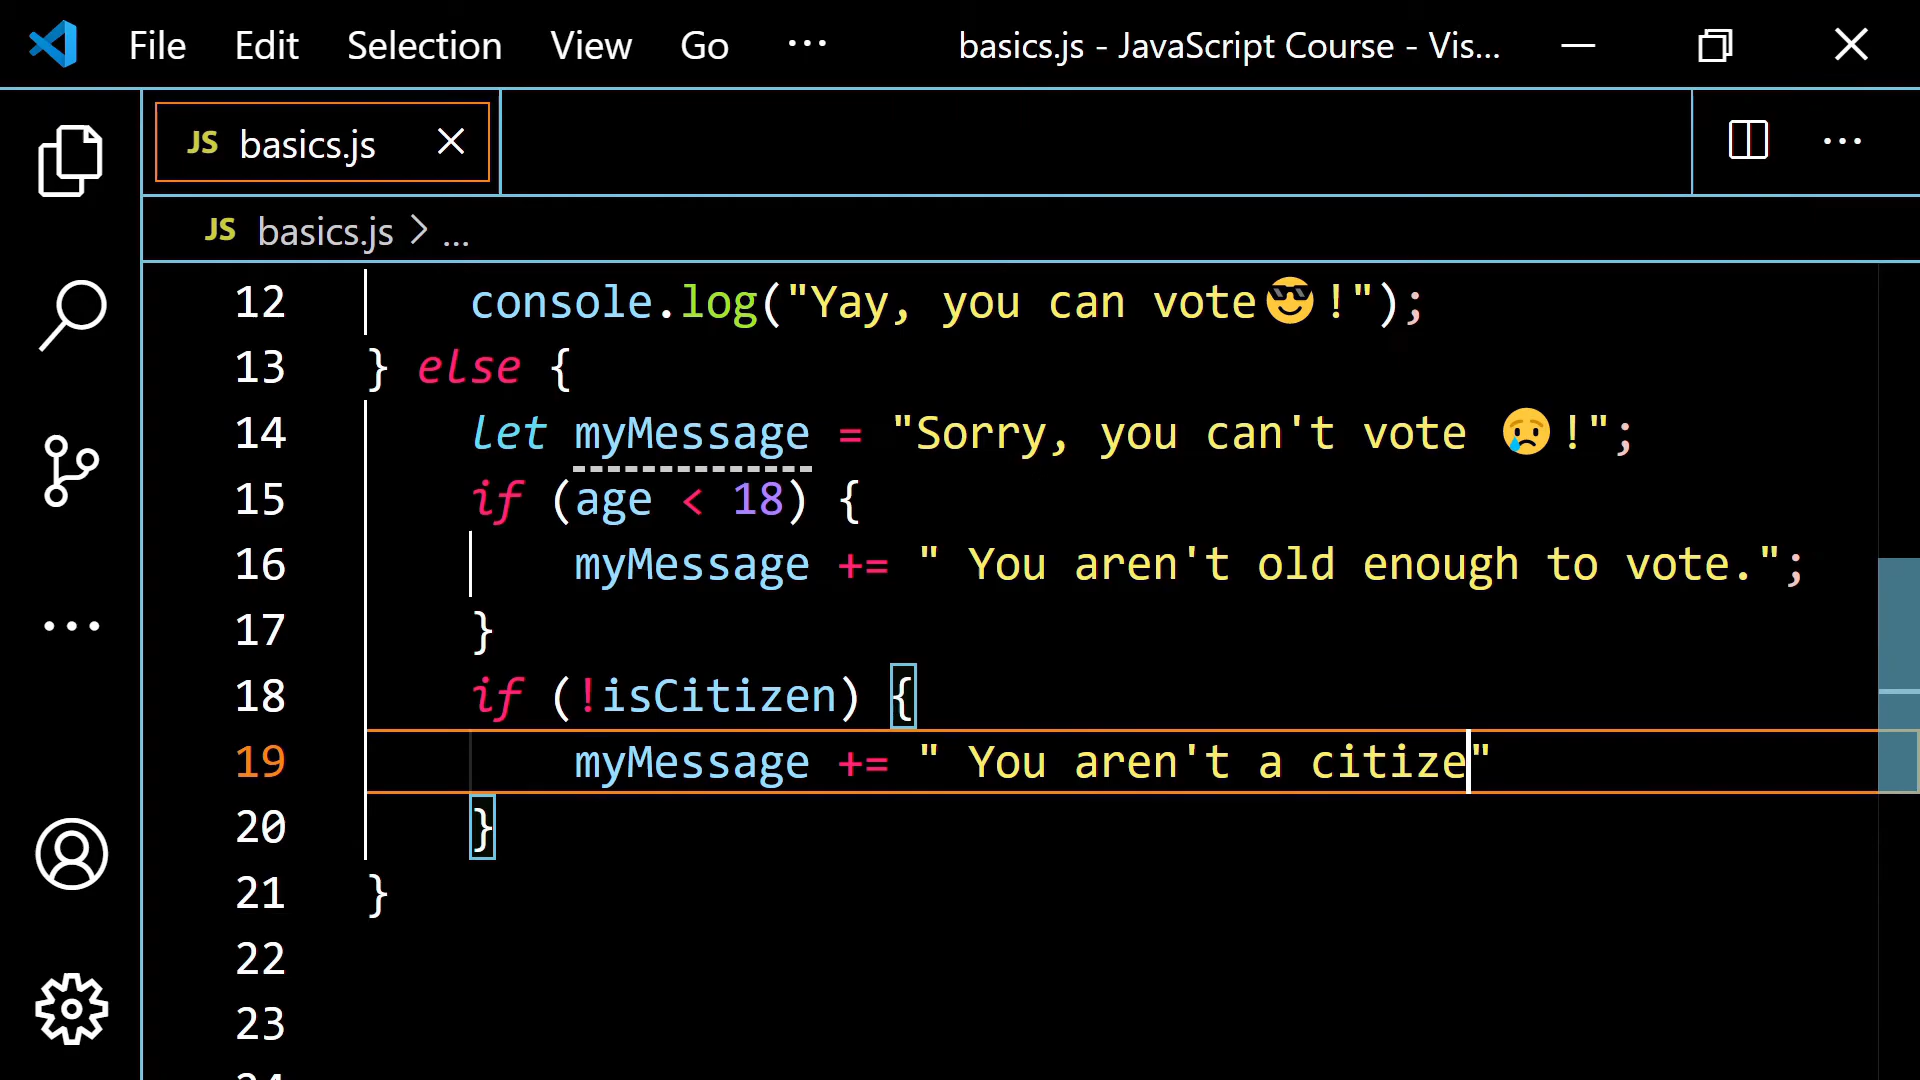 File Edit Selection View Go ··· basics.js - JavaScript Course - Vis...
JS basics.js
JS basics.js > ...
12 console.log("Yay, you can vote😎!");
13 } else {
14 let myMessage = "Sorry, you can't vote 😢!";
15 if (age < 18) {
16 myMessage += " You aren't old enough to vote.";
17 }
18 if (!isCitizen) {
19 myMessage += " You aren't a citize"
20 }
21 }
22
23